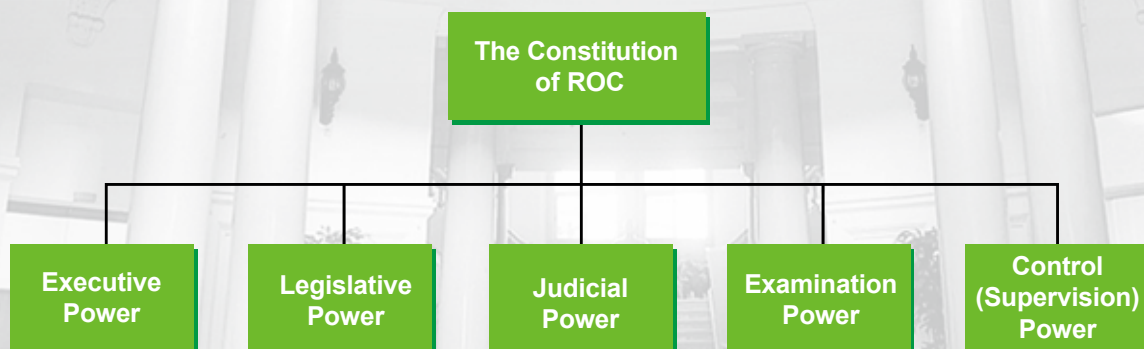 The Constitution
of ROC
Executive
Power
Legislative
Power
Judicial
Power
Examination
Power
Control
(Supervision)
Power